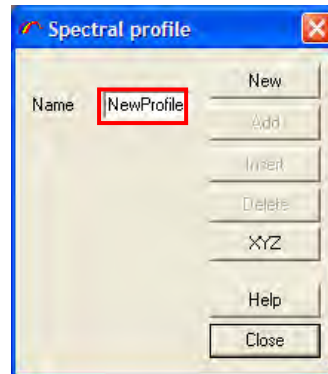 Spectral profile
New
Name NewProfile
Add
Insert
Delete
XYZ
Help
Close